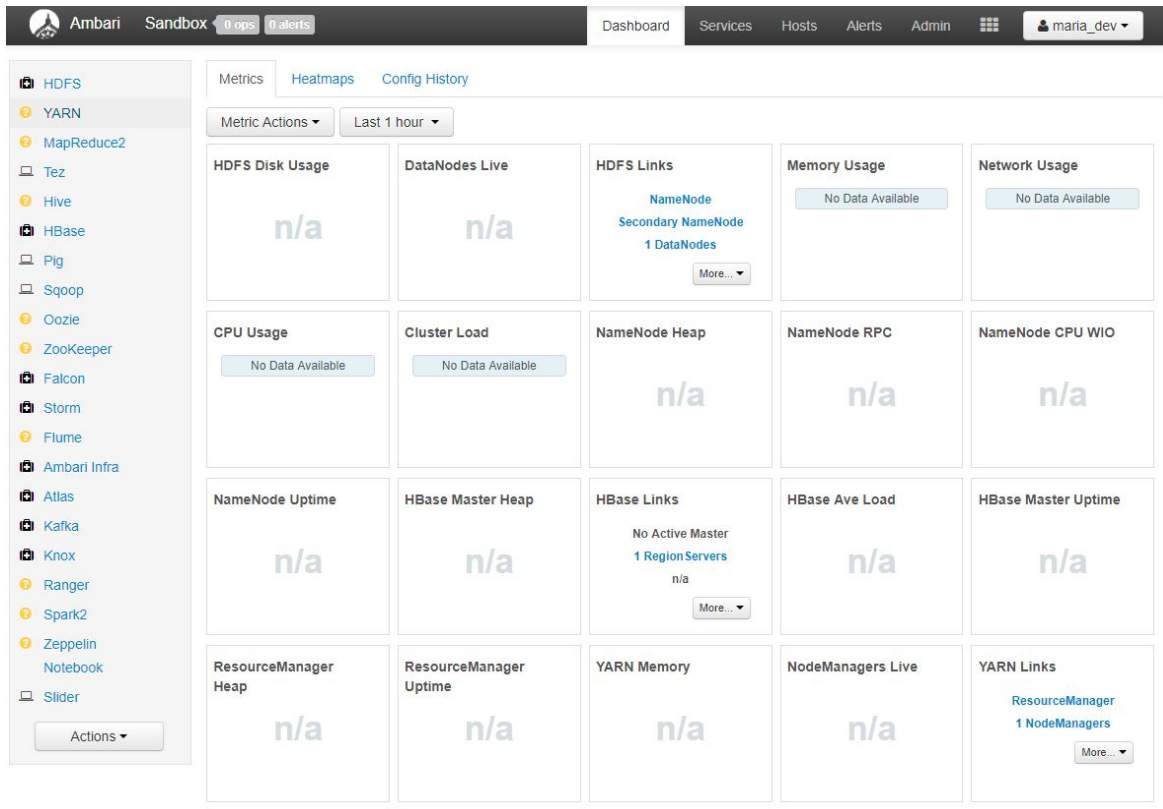 Ambari Sandbox 0 ops 0 alerts Dashboard Services Hosts Alerts Admin maria_dev
HDFS
YARN
MapReduce2
Tez
Hive
HBase
Pig
Sqoop
Oozie
ZooKeeper
Falcon
Storm
Flume
Ambari Infra
Atlas
Kafka
Knox
Ranger
Spark2
Zeppelin
Notebook
Slider
Actions
Metrics Heatmaps Config History
Metric Actions Last 1 hour
HDFS Disk Usage
n/a
DataNodes Live
n/a
HDFS Links
NameNode
Secondary NameNode
1 DataNodes
More...
Memory Usage
No Data Available
Network Usage
No Data Available
CPU Usage
No Data Available
Cluster Load
No Data Available
NameNode Heap
n/a
NameNode RPC
n/a
NameNode CPU WIO
n/a
NameNode Uptime
n/a
HBase Master Heap
n/a
HBase Links
No Active Master
1 RegionServers
n/a
More...
HBase Ave Load
n/a
HBase Master Uptime
n/a
ResourceManager
Heap
n/a
ResourceManager
Uptime
n/a
YARN Memory
n/a
NodeManagers Live
n/a
YARN Links
ResourceManager
1 NodeManagers
More...